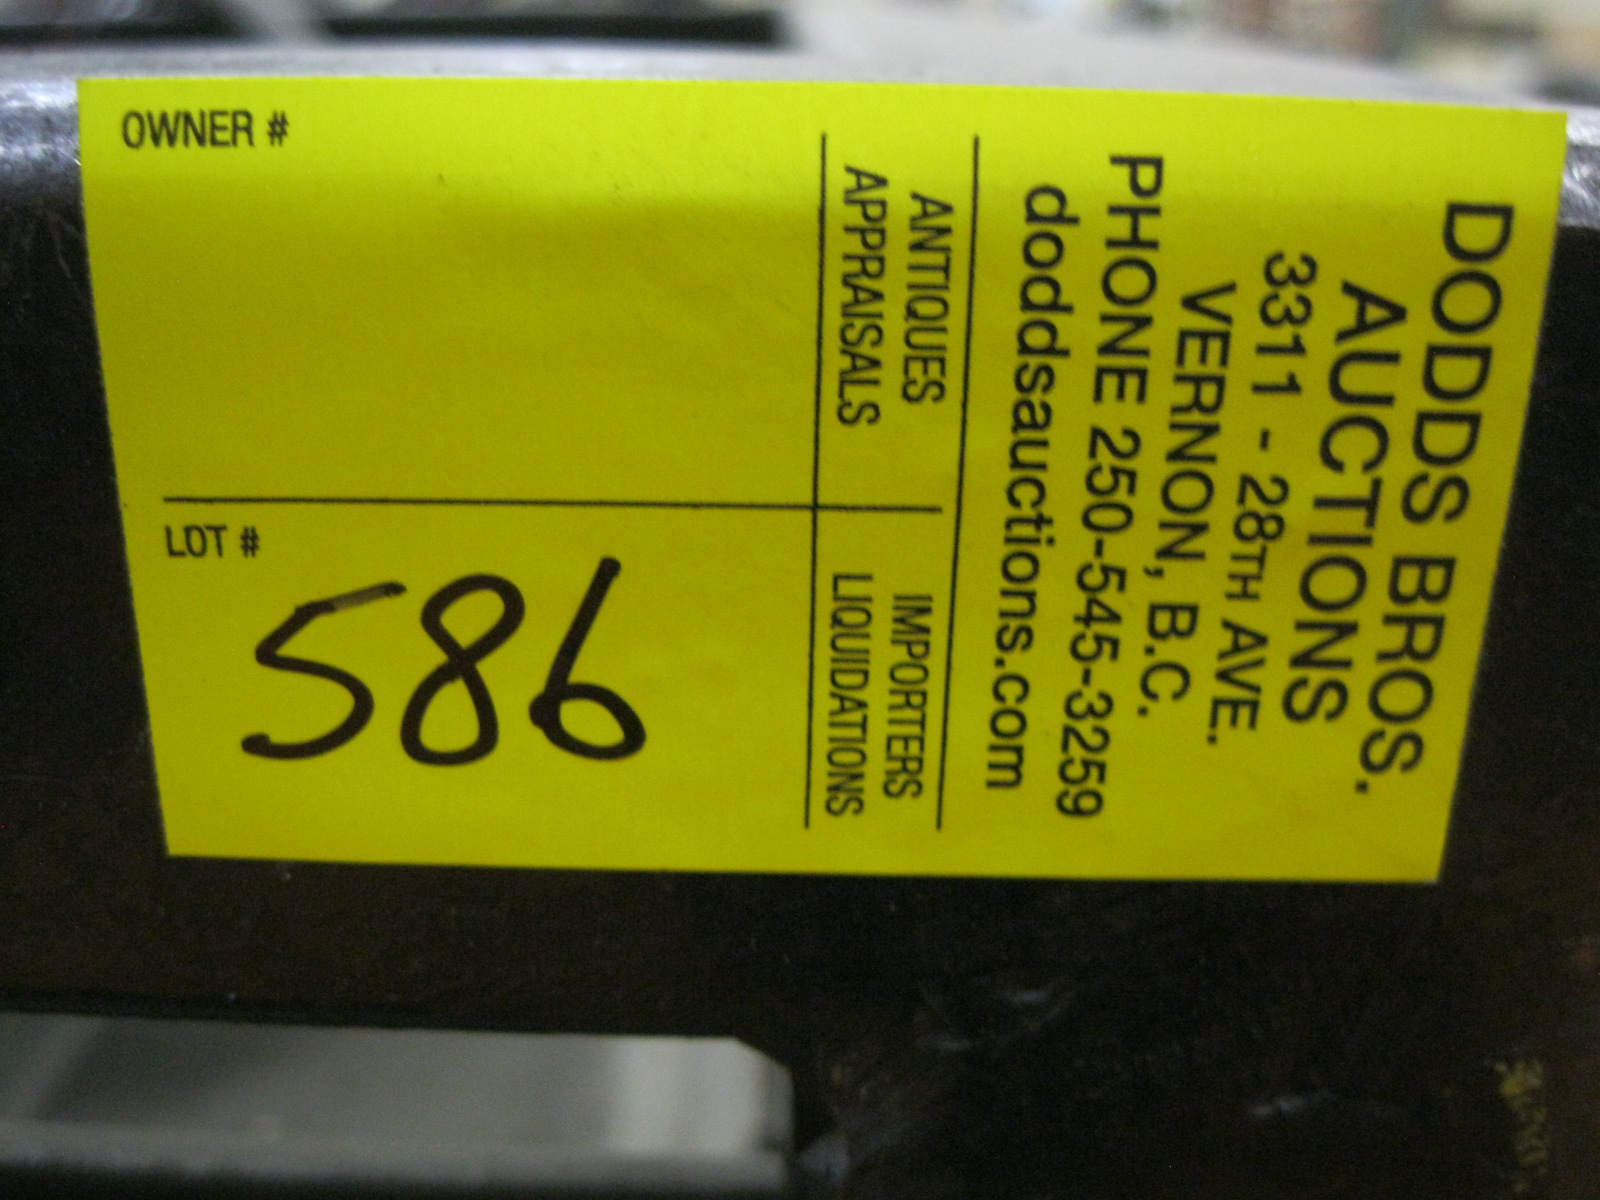 DODDS BROS.
AUCTIONS
3311 - 28TH AVE.
VERNON, B.C.
PHONE 250-545-3259
doddsauctions.com
ANTIQUES IMPORTERS
APPRAISALS LIQUIDATIONS
OWNER #
LOT #
586